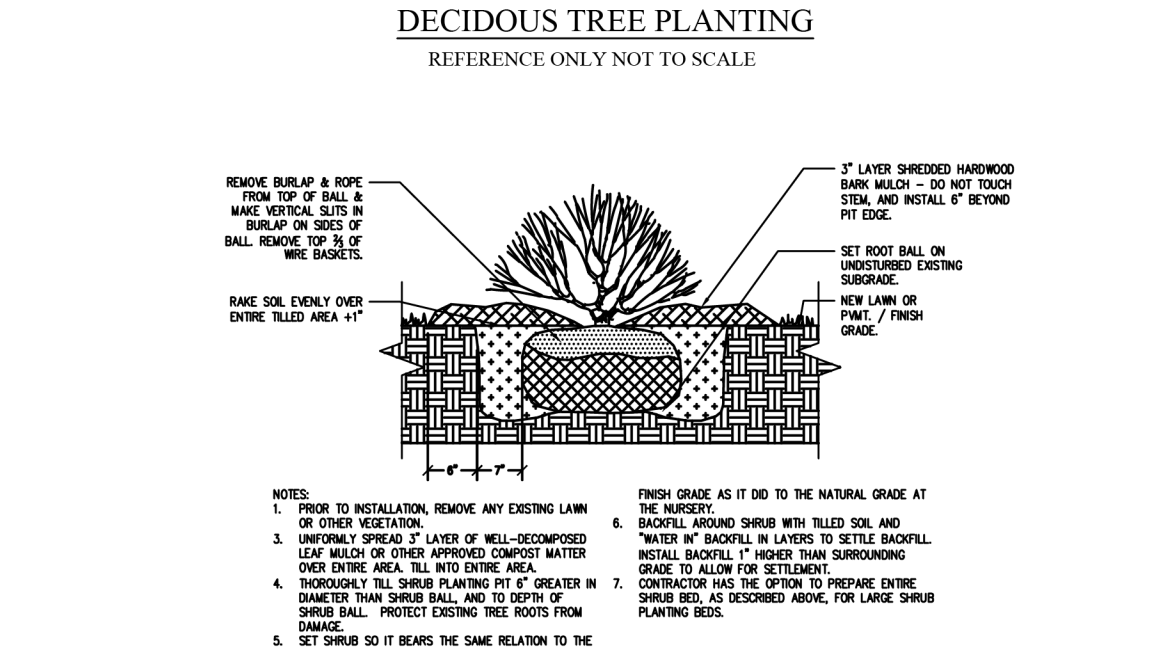 DECIDOUS TREE PLANTING
REFERENCE ONLY NOT TO SCALE
REMOVE BURLAP & ROPE
FROM TOP OF BALL &
MAKE VERTICAL SLITS IN
BURLAP ON SIDES OF
BALL. REMOVE TOP ⅔ OF
WIRE BASKETS.
RAKE SOIL EVENLY OVER
ENTIRE TILLED AREA +1"
3" LAYER SHREDDED HARDWOOD
BARK MULCH – DO NOT TOUCH
STEM, AND INSTALL 6" BEYOND
PIT EDGE.
SET ROOT BALL ON
UNDISTURBED EXISTING
SUBGRADE.
NEW LAWN OR
PVMT. / FINISH
GRADE.
6" 7"
NOTES:
1. PRIOR TO INSTALLATION, REMOVE ANY EXISTING LAWN
OR OTHER VEGETATION.
3. UNIFORMLY SPREAD 3" LAYER OF WELL–DECOMPOSED
LEAF MULCH OR OTHER APPROVED COMPOST MATTER
OVER ENTIRE AREA. TILL INTO ENTIRE AREA.
4. THOROUGHLY TILL SHRUB PLANTING PIT 6" GREATER IN
DIAMETER THAN SHRUB BALL, AND TO DEPTH OF
SHRUB BALL. PROTECT EXISTING TREE ROOTS FROM
DAMAGE.
5. SET SHRUB SO IT BEARS THE SAME RELATION TO THE
FINISH GRADE AS IT DID TO THE NATURAL GRADE AT
THE NURSERY.
6. BACKFILL AROUND SHRUB WITH TILLED SOIL AND
"WATER IN" BACKFILL IN LAYERS TO SETTLE BACKFILL.
INSTALL BACKFILL 1" HIGHER THAN SURROUNDING
GRADE TO ALLOW FOR SETTLEMENT.
7. CONTRACTOR HAS THE OPTION TO PREPARE ENTIRE
SHRUB BED, AS DESCRIBED ABOVE, FOR LARGE SHRUB
PLANTING BEDS.